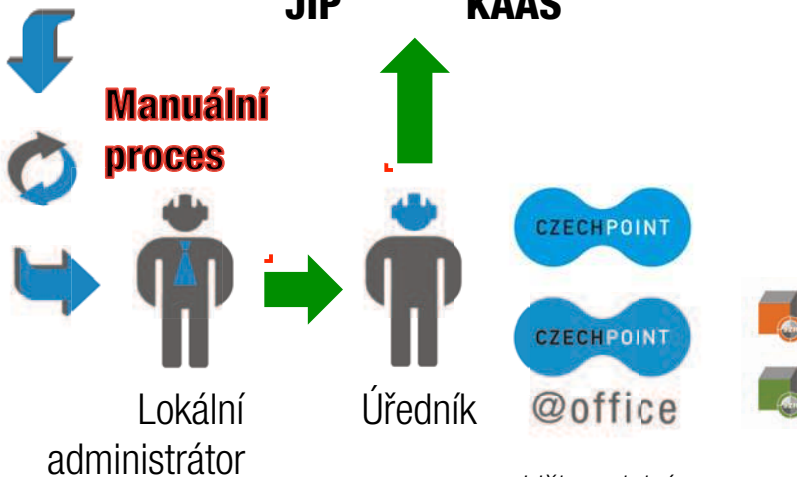 JIP KAAS
Manuální
proces
CZECHPOINT
CZECHPOINT
@office
Lokální
administrátor
Úředník